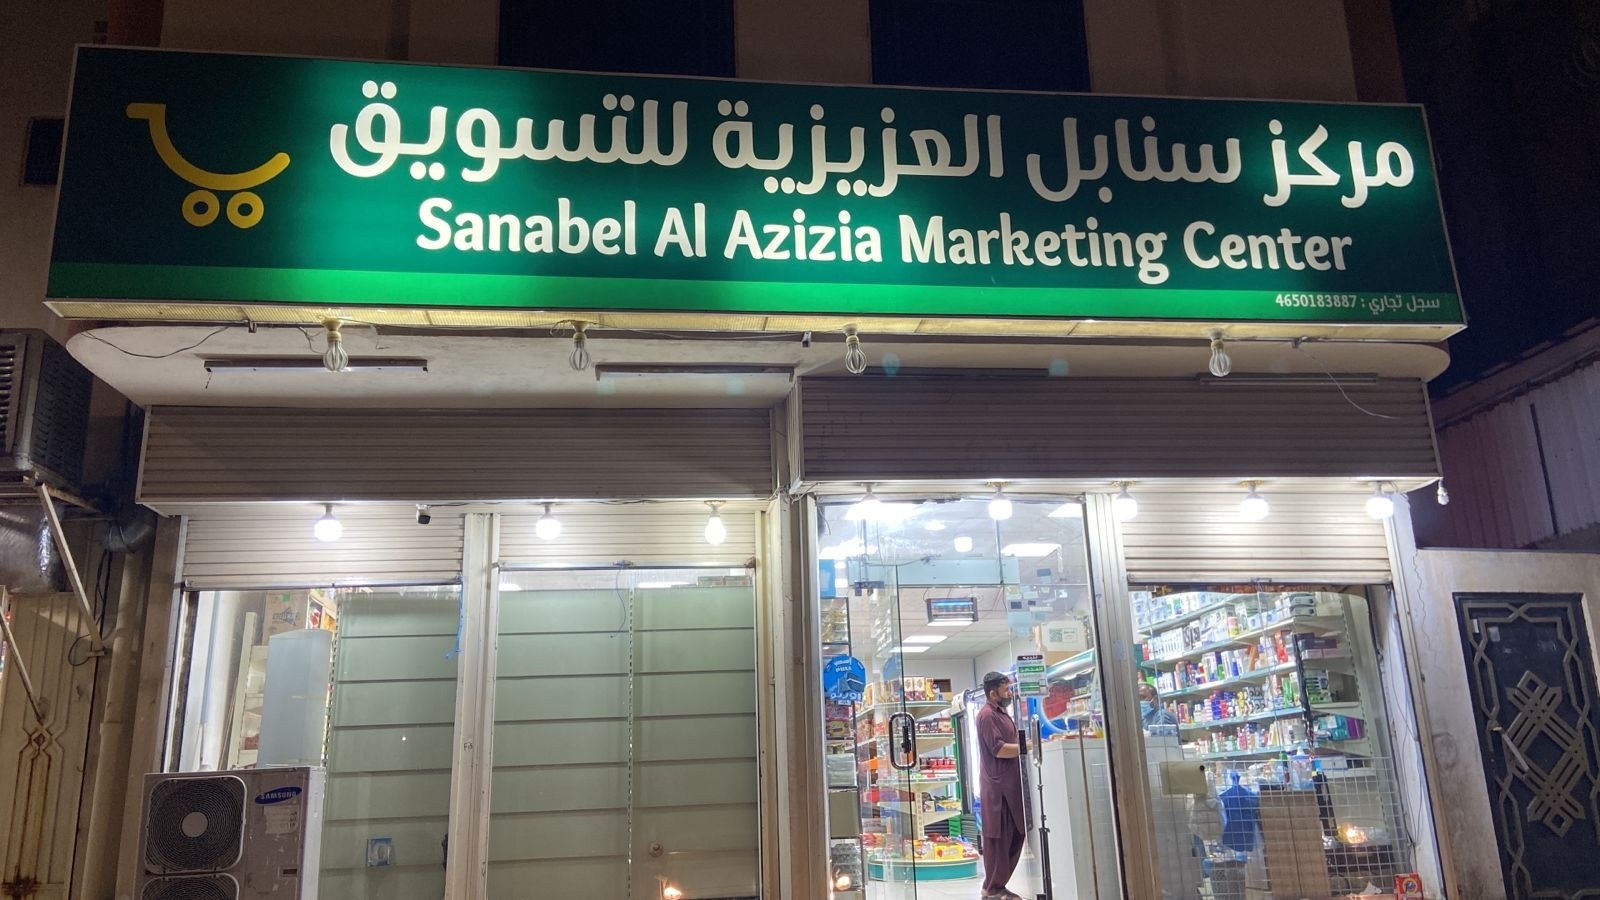 مركز سنابل العزيزية للتسويق
Sanabel Al Azizia Marketing Center
سجل تجاري : 4650183887
SAMSUNG